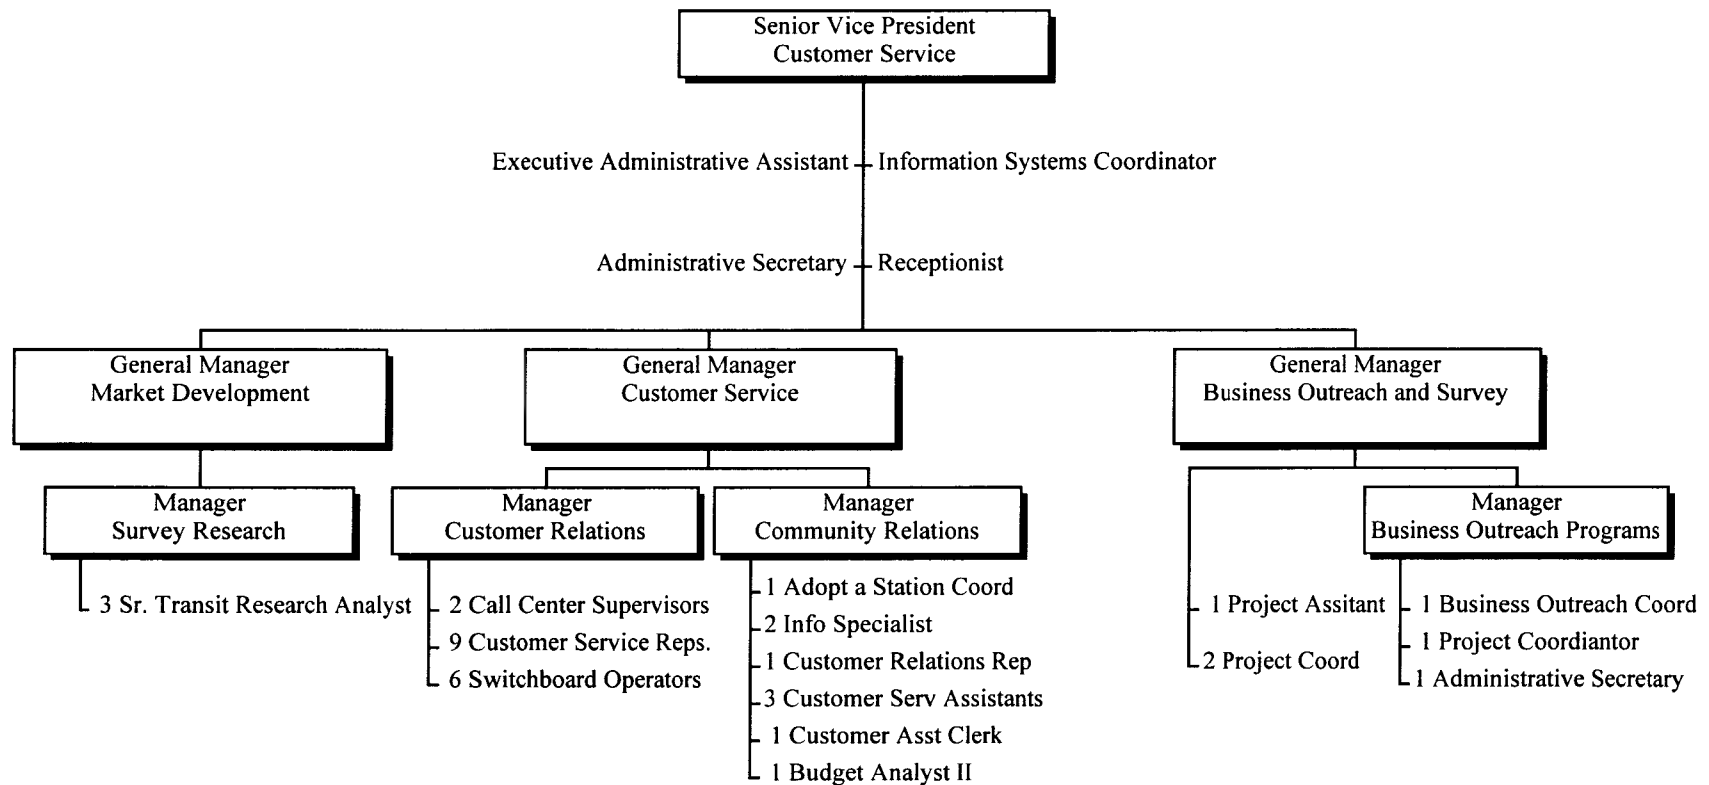 Senior Vice President
Customer Service
Executive Administrative Assistant
Information Systems Coordinator
Administrative Secretary
Receptionist
General Manager
Market Development
General Manager
Customer Service
General Manager
Business Outreach and Survey
Manager
Survey Research
Manager
Customer Relations
Manager
Community Relations
Manager
Business Outreach Programs
3 Sr. Transit Research Analyst
2 Call Center Supervisors
9 Customer Service Reps.
6 Switchboard Operators
1 Adopt a Station Coord
2 Info Specialist
1 Customer Relations Rep
3 Customer Serv Assistants
1 Customer Asst Clerk
1 Budget Analyst II
1 Project Assitant
2 Project Coord
1 Business Outreach Coord
1 Project Coordiantor
1 Administrative Secretary